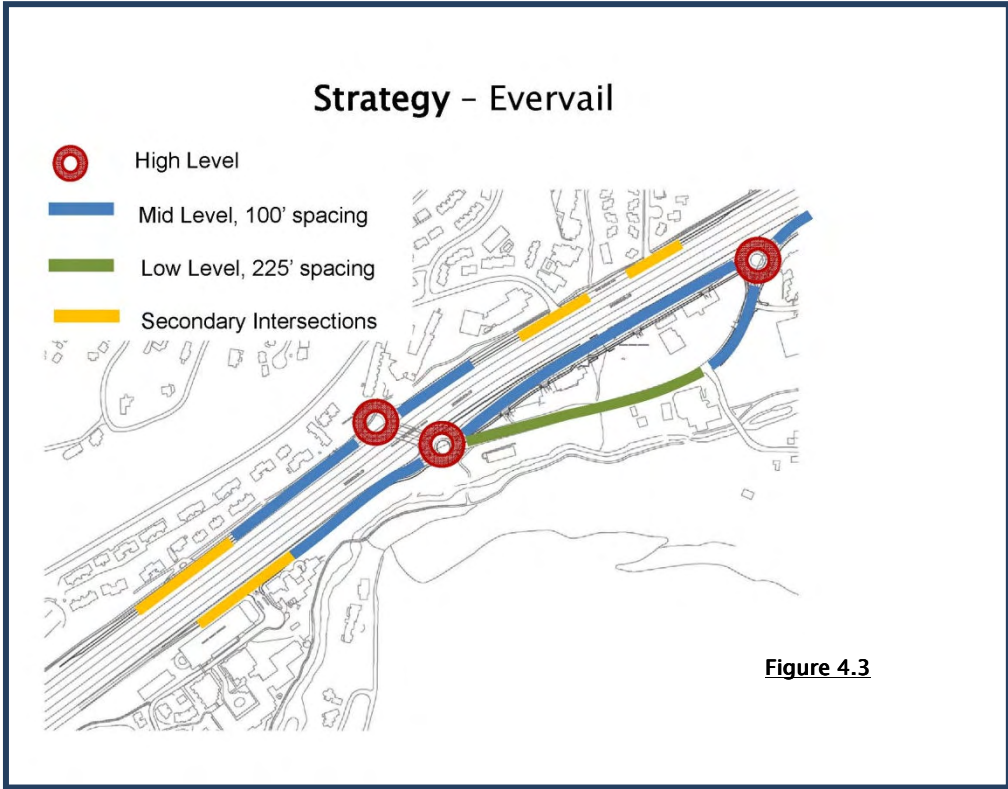 Strategy – Evervail
High Level
Mid Level, 100' spacing
Low Level, 225' spacing
Secondary Intersections
Figure 4.3